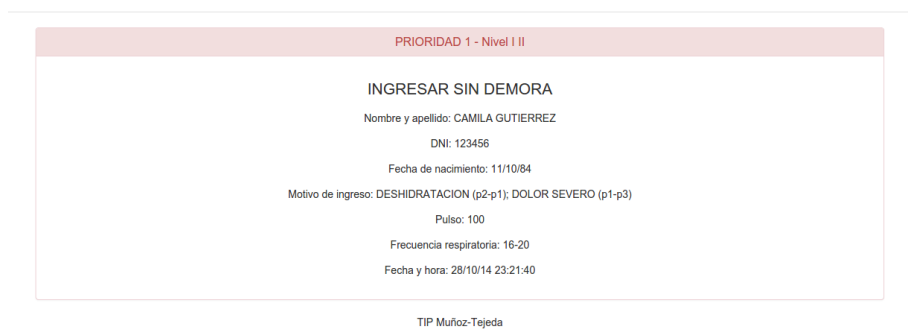 PRIORIDAD 1 - Nivel I II
INGRESAR SIN DEMORA
Nombre y apellido: CAMILA GUTIERREZ
DNI: 123456
Fecha de nacimiento: 11/10/84
Motivo de ingreso: DESHIDRATACION (p2-p1); DOLOR SEVERO (p1-p3)
Pulso: 100
Frecuencia respiratoria: 16-20
Fecha y hora: 28/10/14 23:21:40
TIP Muñoz-Tejeda